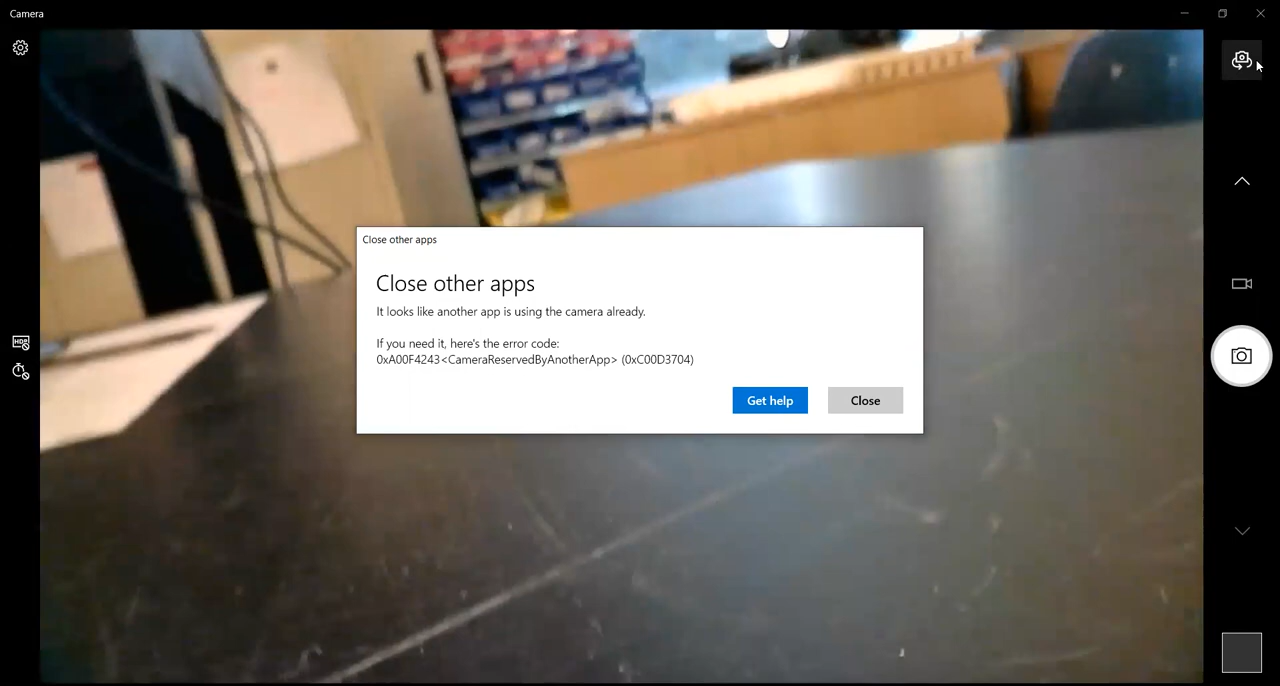 Camera
Close other apps
Close other apps
It looks like another app is using the camera already.
If you need it, here's the error code:
0xA00F4243<CameraReservedByAnotherApp> (0xC00D3704)
Get help
Close
HDR